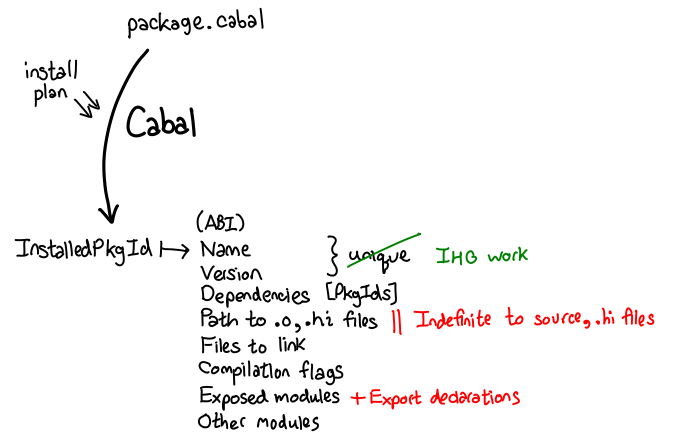 package.cabal
install
plan
Cabal
(ABI)
InstalledPkgId ↦ Name } unique IHG work
Version
Dependencies [PkgIds]
Path to .o, .hi files || Indefinite to source, .hi files
Files to link
Compilation flags
Exposed modules + Export declarations
Other modules